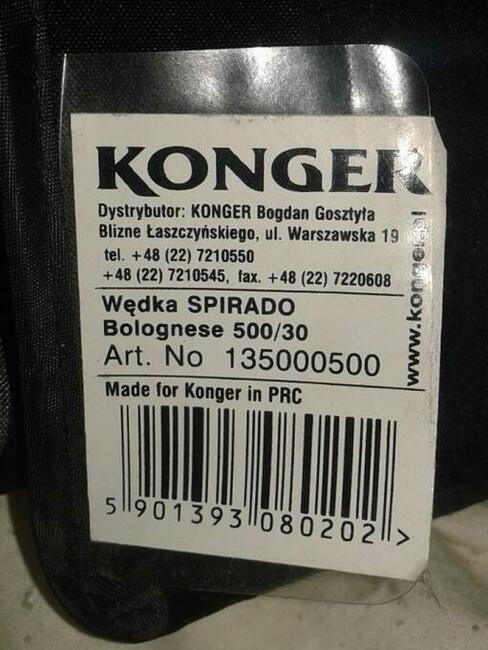 KONGER
Dystrybutor: KONGER Bogdan Gosztyła
Blizne Łaszczyńskiego, ul. Warszawska 19
tel. +48 (22) 7210550
+48 (22) 7210545, fax. +48 (22) 7220608
www.konger.pl
Wędka SPIRADO
Bolognese 500/30
Art. No 135000500
Made for Konger in PRC
5 901393 080202 >